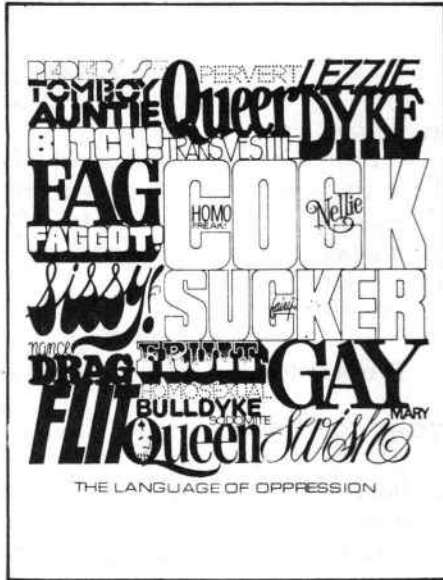 PEDERAST
TOMBOY
AUNTIE
BITCH!
FAG
FAGGOT!
sissy!
nance
DRAG
FLIT
PERVERT
Queer
TRANSVESTITE
LEZZIE
DYKE
COCK
HOMO
FREAK!
Nellie
SUCKER
fairy
FRUIT
HOMOSEXUAL
BULLDYKE
SODOMITE
Queen
GAY
MARY
swish
THE LANGUAGE OF OPPRESSION